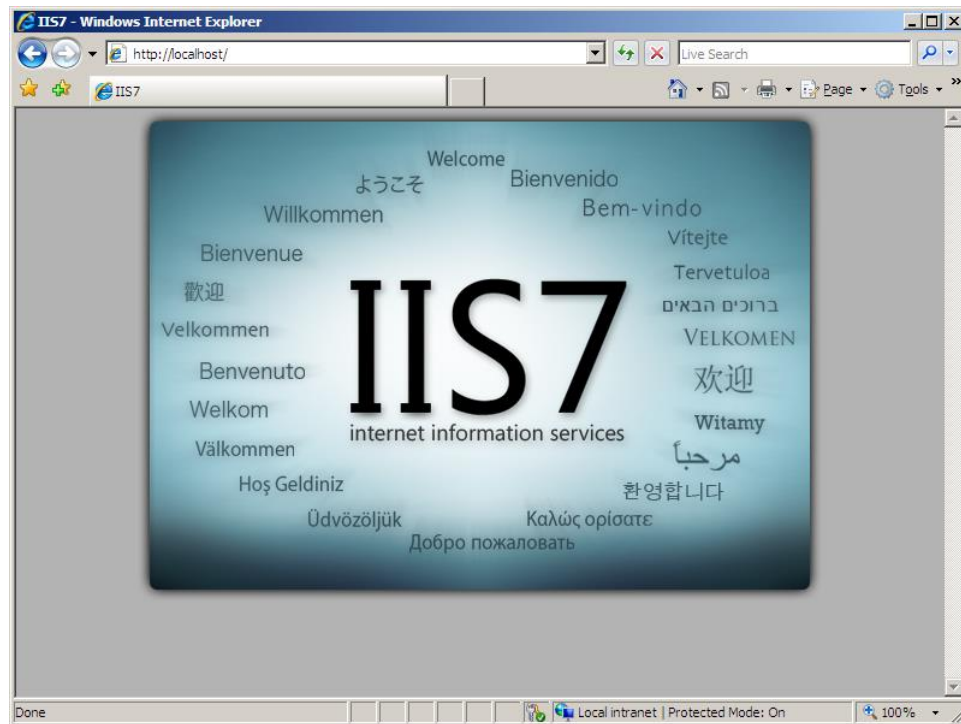 IIS7 - Windows Internet Explorer
http://localhost/
Live Search
IIS7
Page
Tools
Welcome
ようこそ
Bienvenido
Willkommen
Bem-vindo
Vítejte
Bienvenue
Tervetuloa
歡迎
ברוכים הבאים
Velkommen
VELKOMEN
Benvenuto
欢迎
Welkom
Witamy
Välkommen
مرحباً
Hoş Geldiniz
환영합니다
Üdvözöljük
Καλώς ορίσατε
Добро пожаловать
IIS7
internet information services
Done
Local intranet | Protected Mode: On
100%